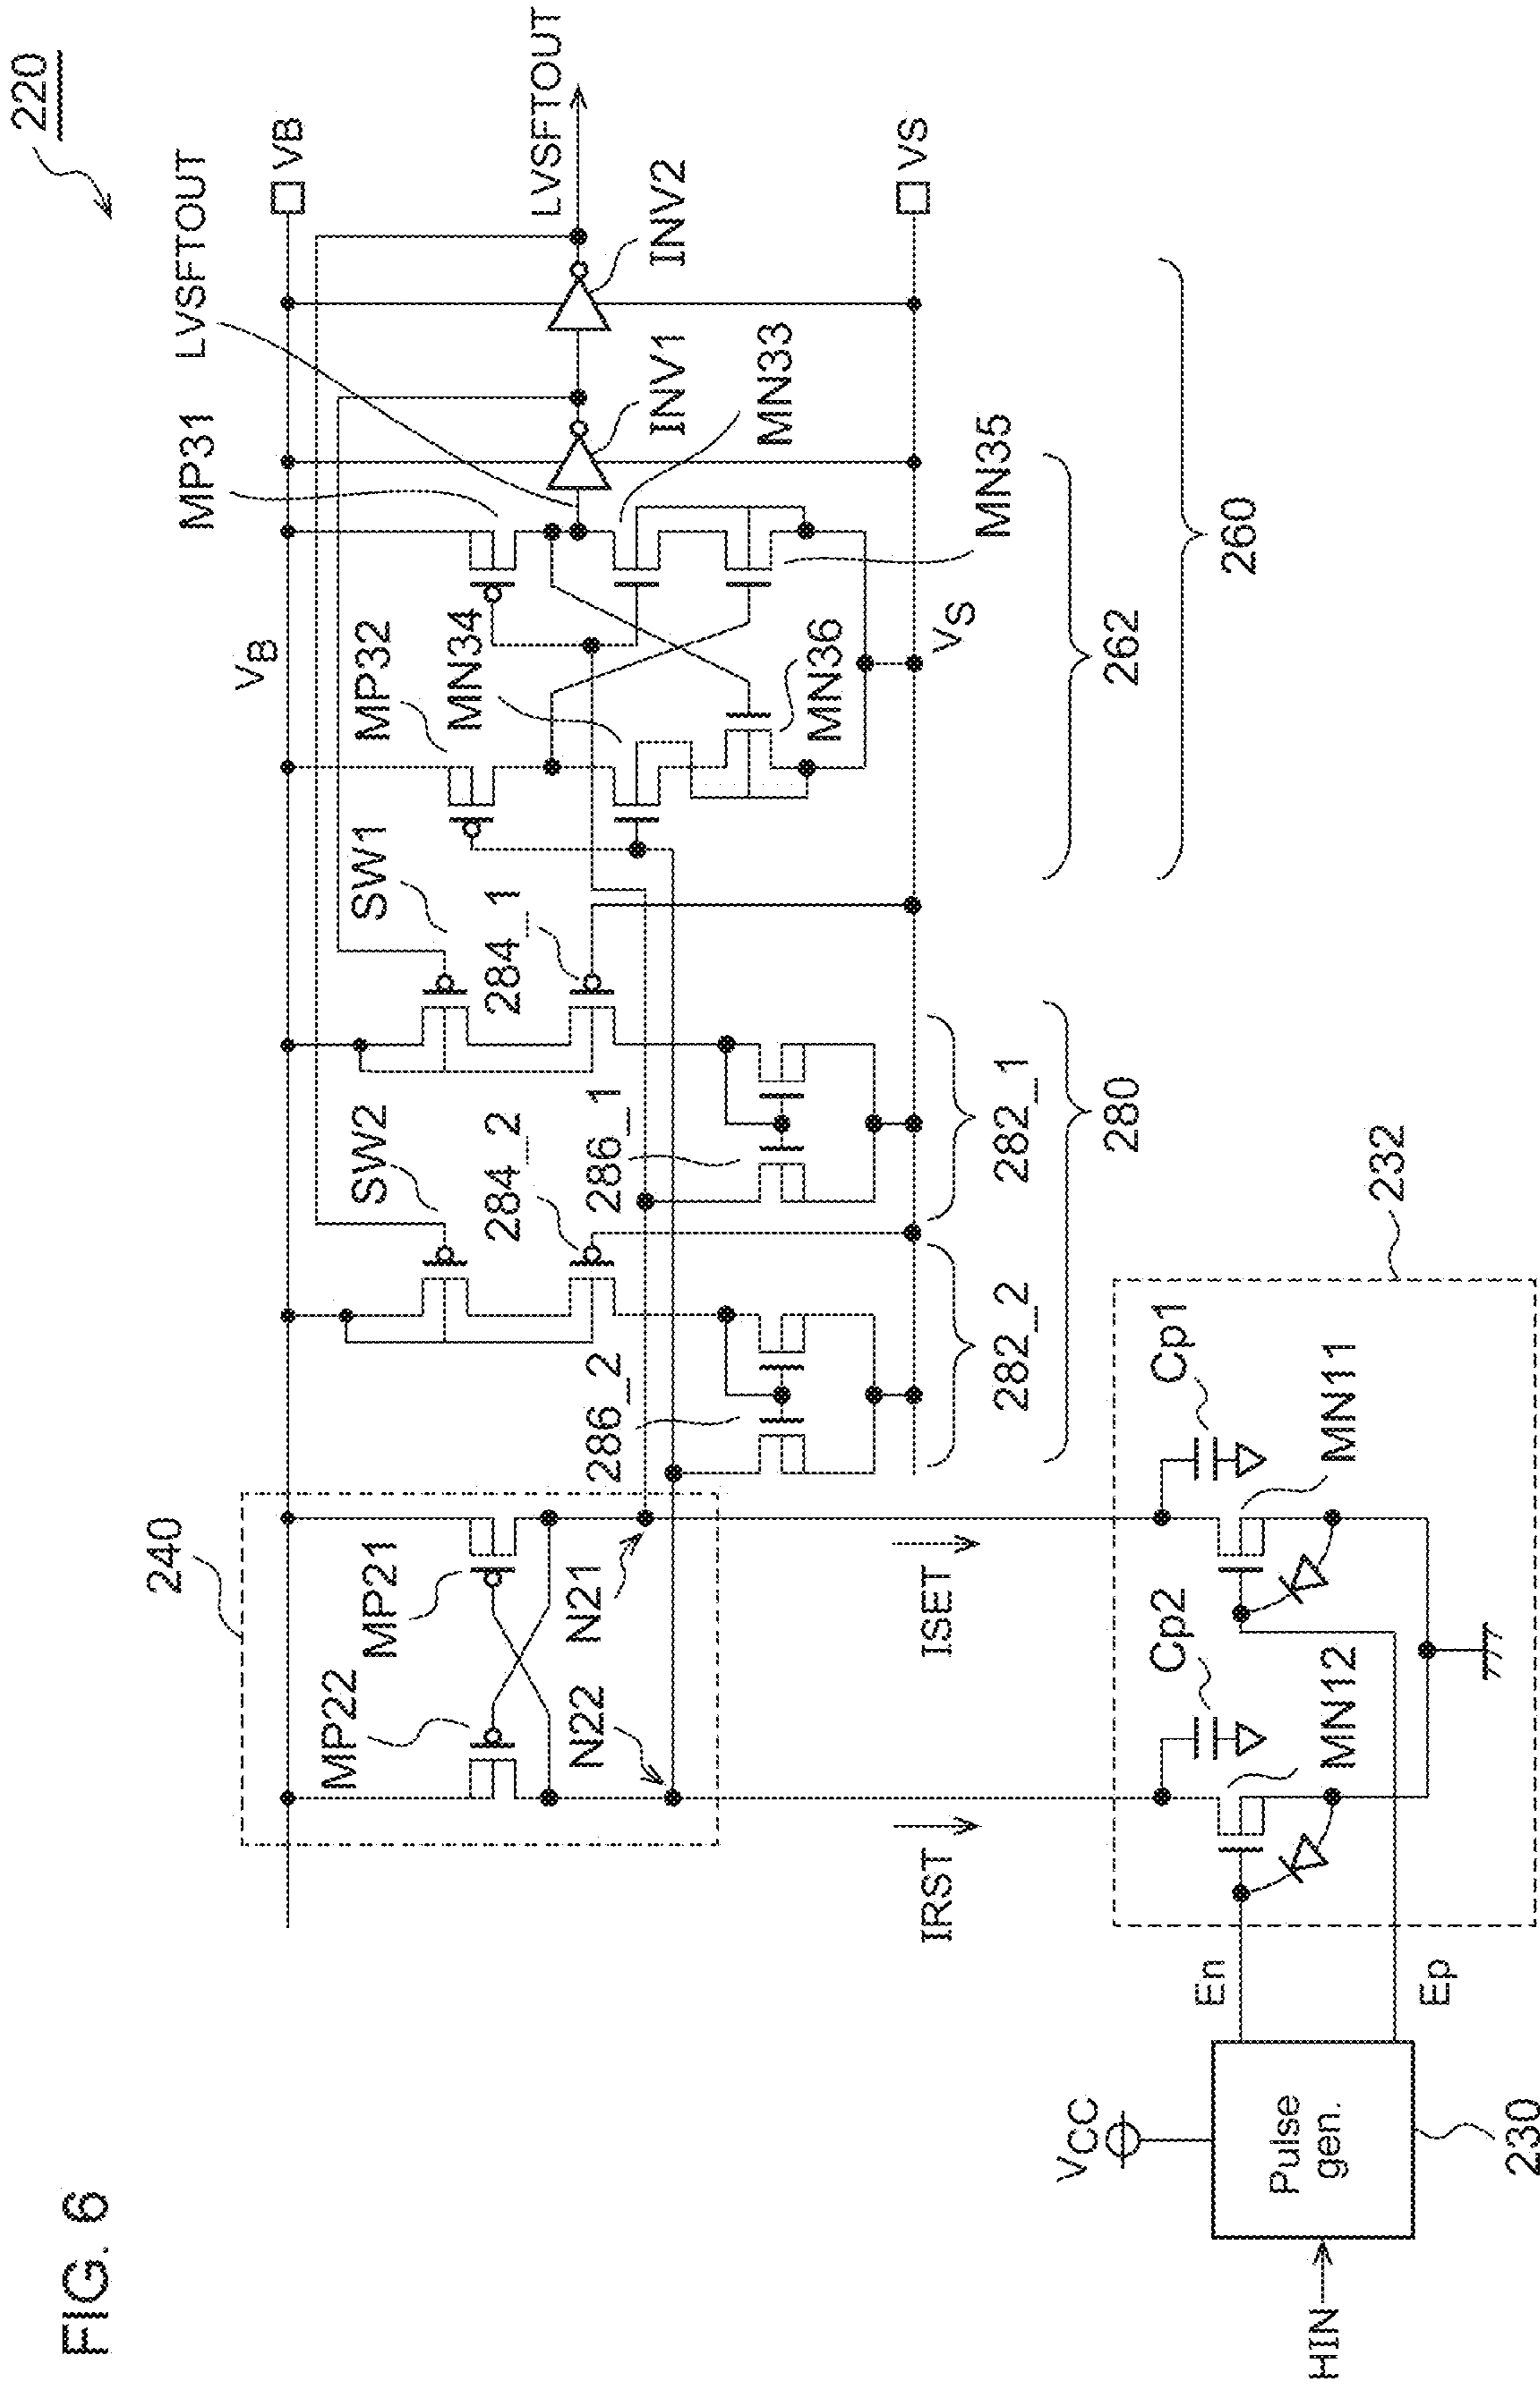 FIG. 6
220
LVSFTOUT
LVSFTOUT
VB
VB
MP31
MP32
MN34
INV1
INV2
MN33
MN35
MN36
VS
VS
SW1
284_1
SW2
284_2
286_1
286_2
282_1
282_2
280
262
260
240
MP21
MP22
N21
N22
ISET
IRST
232
Cp1
Cp2
MN11
MN12
En
Ep
VCC
Pulse
gen.
230
HIN